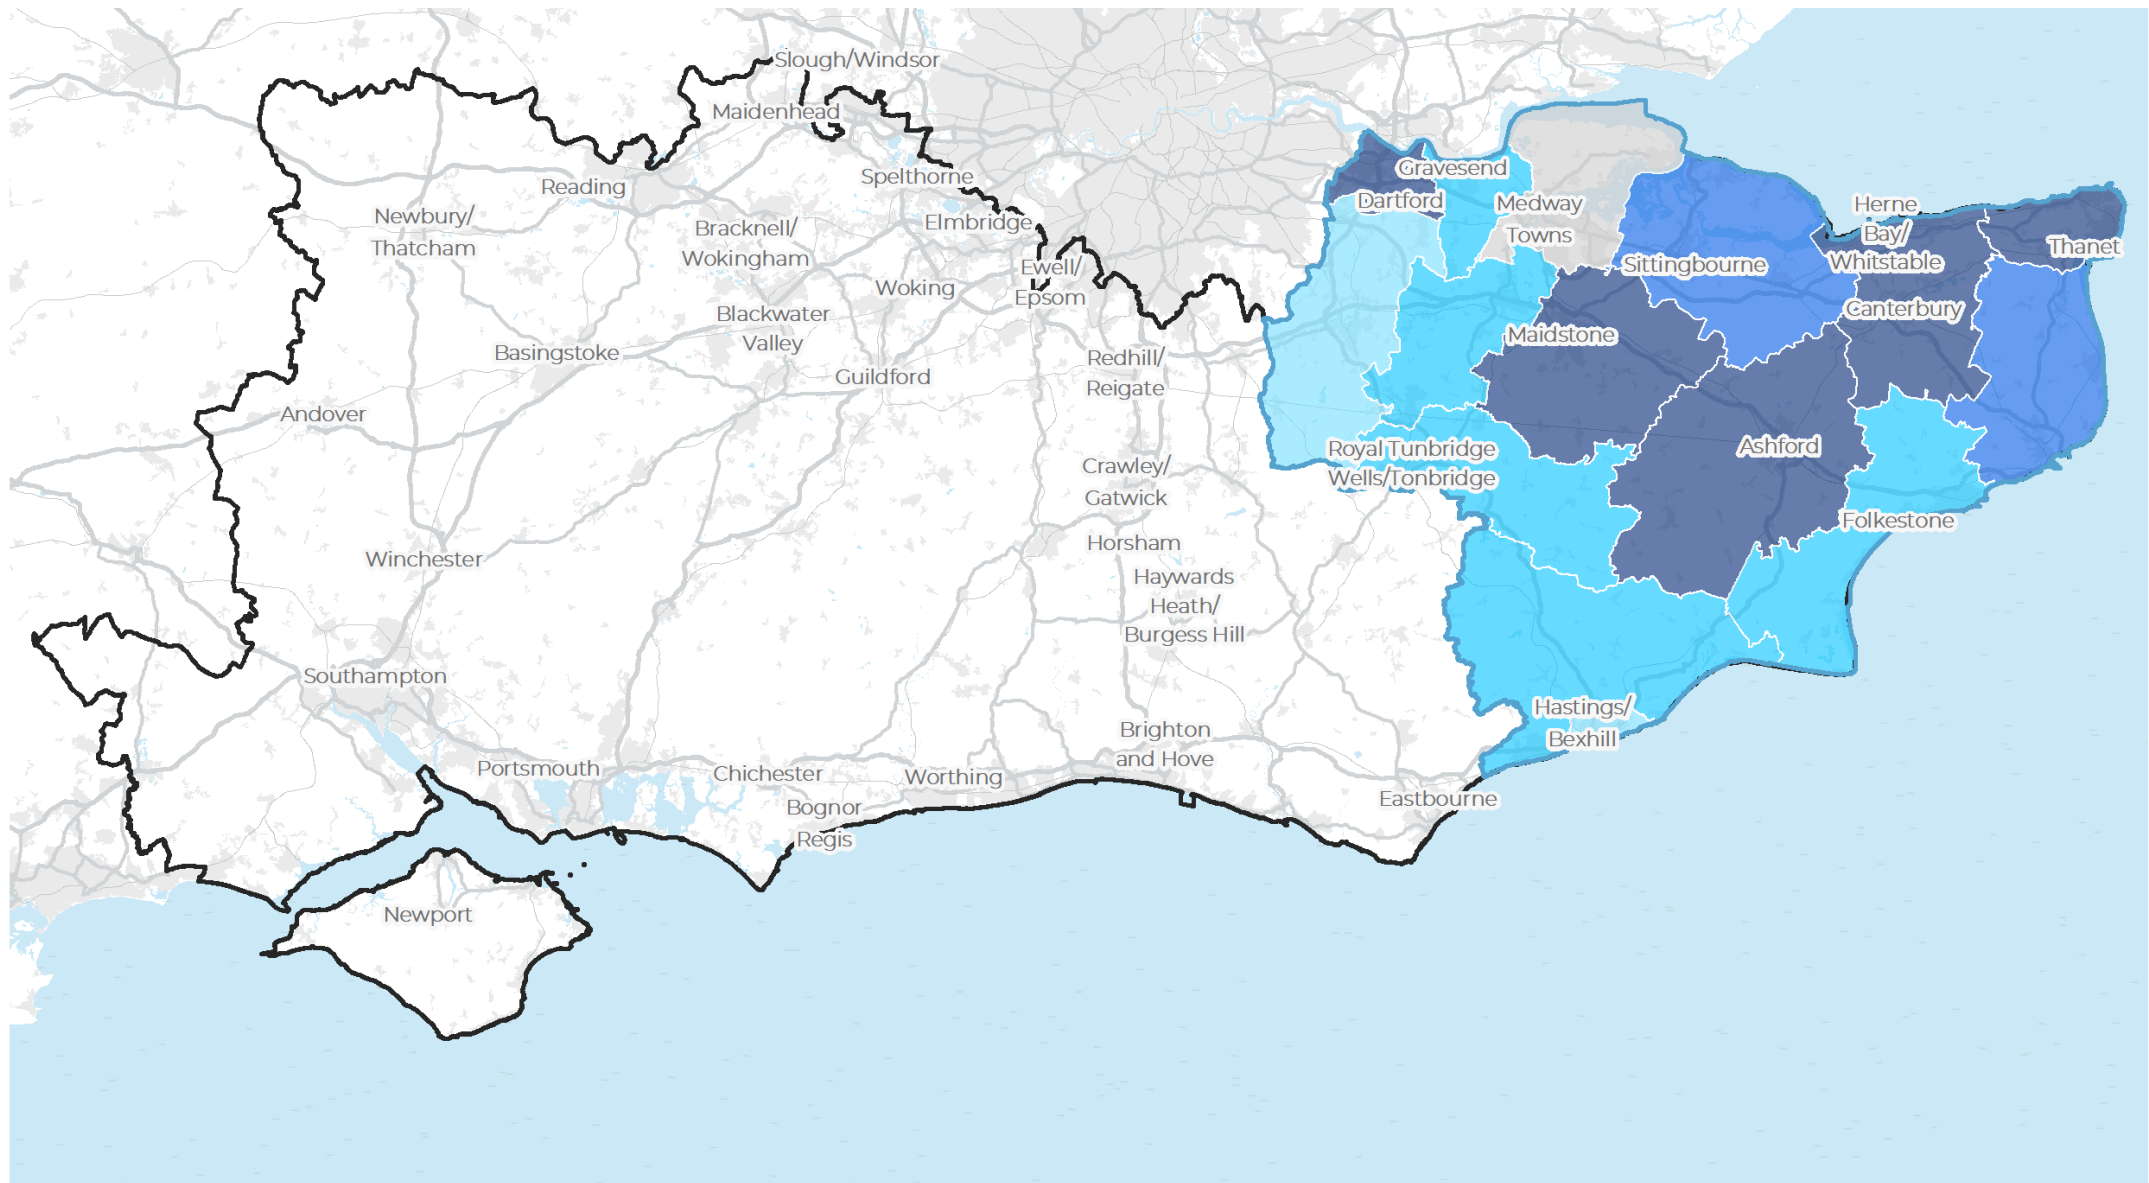 Slough/Windsor
Maidenhead
Gravesend
Spelthorne
Reading
Dartford
Medway
Towns
Herne
Bay/
Whitstable
Newbury/
Thatcham
Elmbridge
Bracknell/
Wokingham
Thanet
Sittingbourne
Ewell/
Epsom
Woking
Canterbury
Blackwater
Valley
Maidstone
Basingstoke
Redhill/
Reigate
Guildford
Andover
Ashford
Royal Tunbridge
Wells/Tonbridge
Crawley/
Gatwick
Folkestone
Horsham
Winchester
Haywards
Heath/
Burgess Hill
Southampton
Hastings/
Bexhill
Brighton
and Hove
Portsmouth
Chichester
Worthing
Eastbourne
Bognor
Regis
Newport